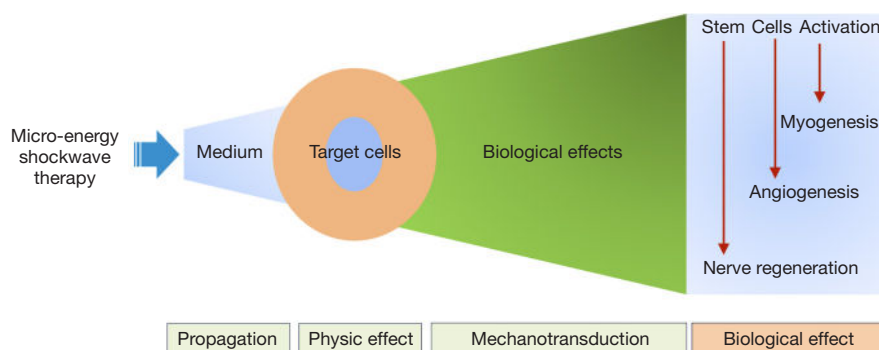 Stem Cells Activation
Micro-energy
shockwave
therapy
Medium
Target cells
Biological effects
Myogenesis
Angiogenesis
Nerve regeneration
Propagation
Physic effect
Mechanotransduction
Biological effect